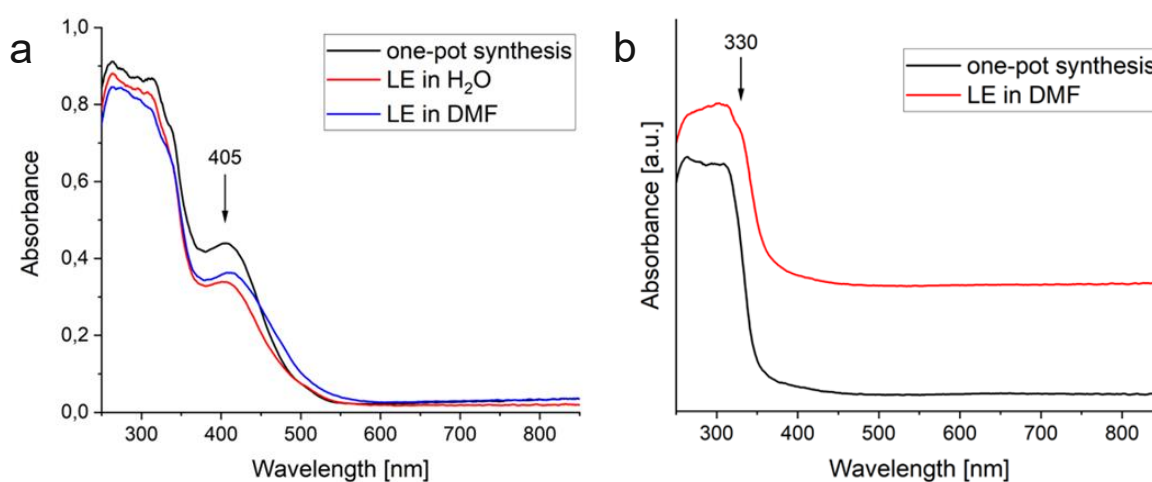 a
one-pot synthesis
LE in H₂O
LE in DMF
405
1,0
0,8
0,6
0,4
0,2
0,0
Absorbance
300 400 500 600 700 800
Wavelength [nm]
b
330
one-pot synthesis
LE in DMF
Absorbance [a.u.]
300 400 500 600 700 800
Wavelength [nm]